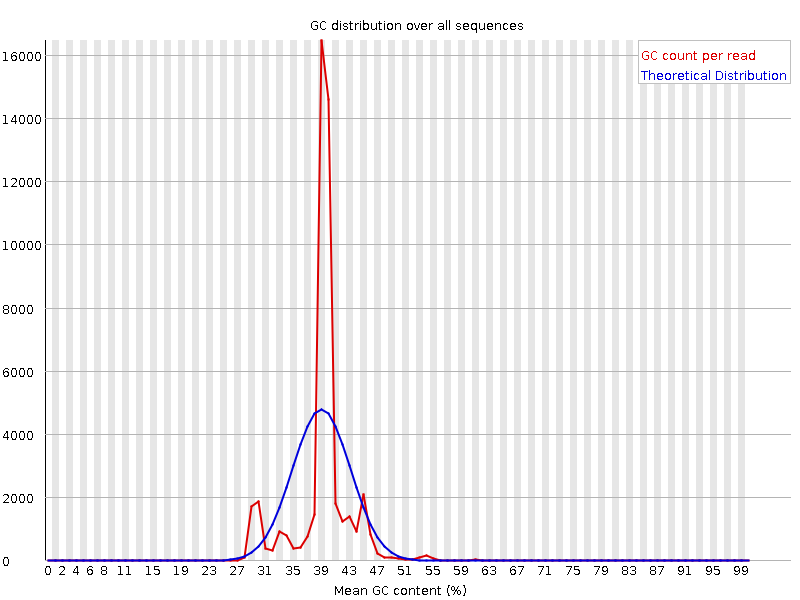 GC distribution over all sequences
GC count per read
Theoretical Distribution
16000
14000
12000
10000
8000
6000
4000
2000
0
0 2 4 6 8 11 15 19 23 27 31 35 39 43 47 51 55 59 63 67 71 75 79 83 87 91 95 99
Mean GC content (%)